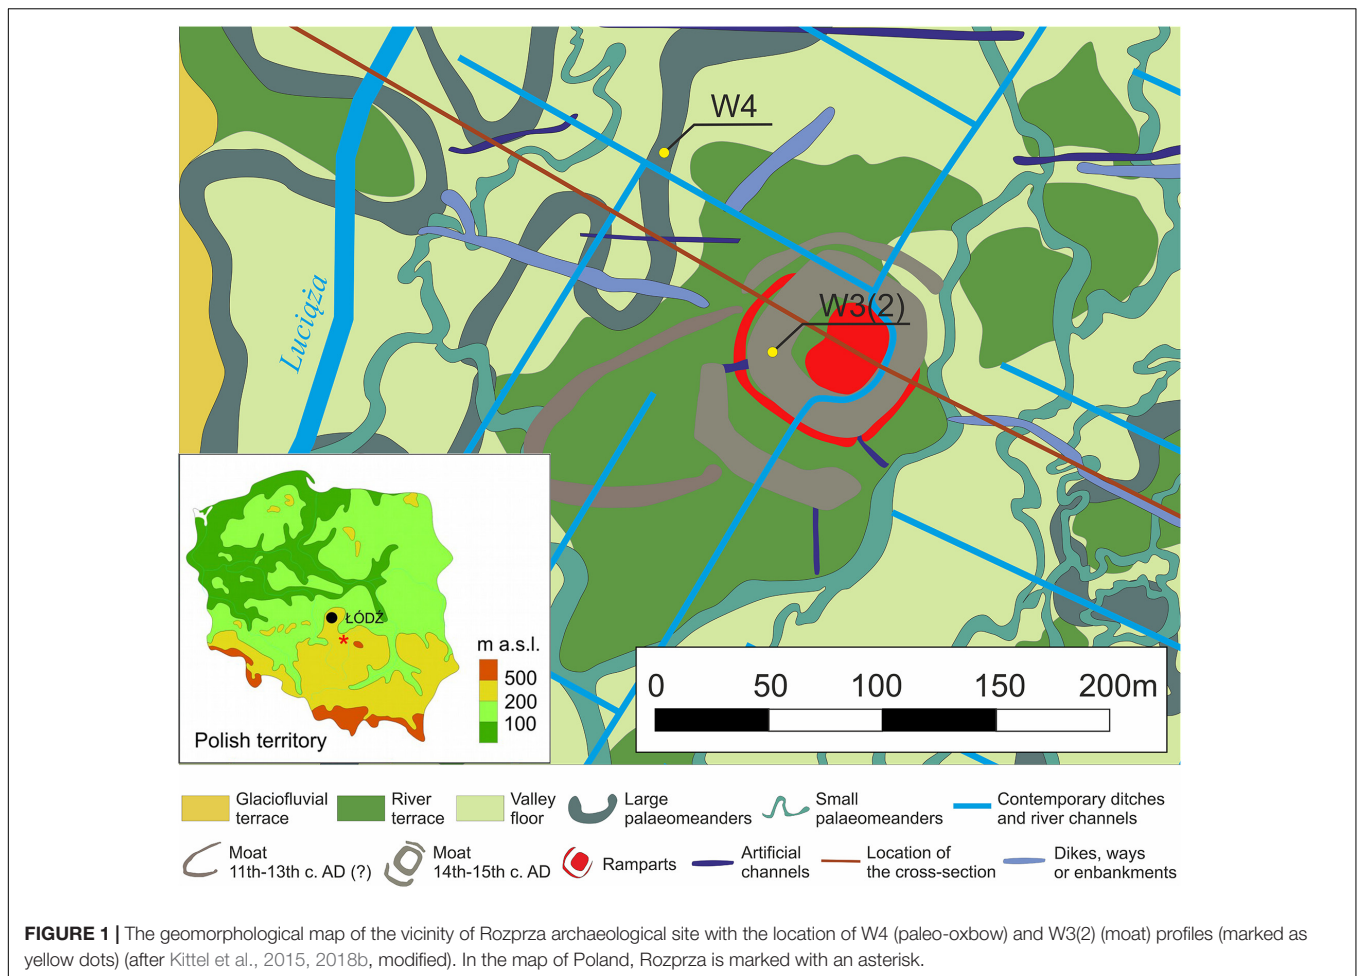 W4
W3(2)
Luciąża
ŁÓDŹ
*
m a.s.l.
500
200
100
Polish territory
0 50 100 150 200m
Glaciofluvial
terrace
River
terrace
Valley
floor
Large
palaeomeanders
Small
palaeomeanders
Contemporary ditches
and river channels
Moat
11th-13th c. AD (?)
Moat
14th-15th c. AD
Ramparts
Artificial
channels
Location of
the cross-section
Dikes, ways
or enbankments
FIGURE 1 | The geomorphological map of the vicinity of Rozprza archaeological site with the location of W4 (paleo-oxbow) and W3(2) (moat) profiles (marked as
yellow dots) (after Kittel et al., 2015, 2018b, modified). In the map of Poland, Rozprza is marked with an asterisk.